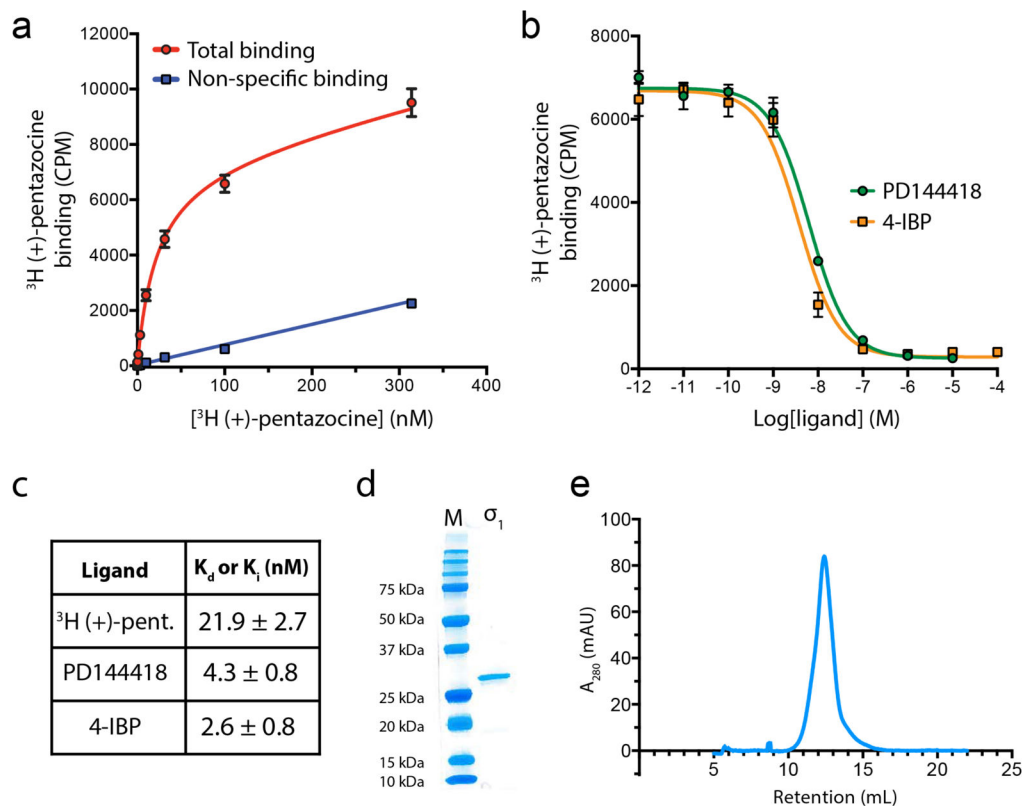 a
12000
10000
8000
6000
4000
2000
0
0
100
200
300
400
³H (+)-pentazocine
binding (CPM)
[³H (+)-pentazocine] (nM)
Total binding
Non-specific binding
b
8000
6000
4000
2000
0
-12
-11
-10
-9
-8
-7
-6
-5
-4
³H (+)-pentazocine
binding (CPM)
Log[ligand] (M)
PD144418
4-IBP
c
Ligand K_d or K_i (nM)
³H (+)-pent. 21.9 ± 2.7
PD144418 4.3 ± 0.8
4-IBP 2.6 ± 0.8
d
M σ₁
75 kDa
50 kDa
37 kDa
25 kDa
20 kDa
15 kDa
10 kDa
e
100
80
60
40
20
0
5
10
15
20
25
A₂₈₀ (mAU)
Retention (mL)